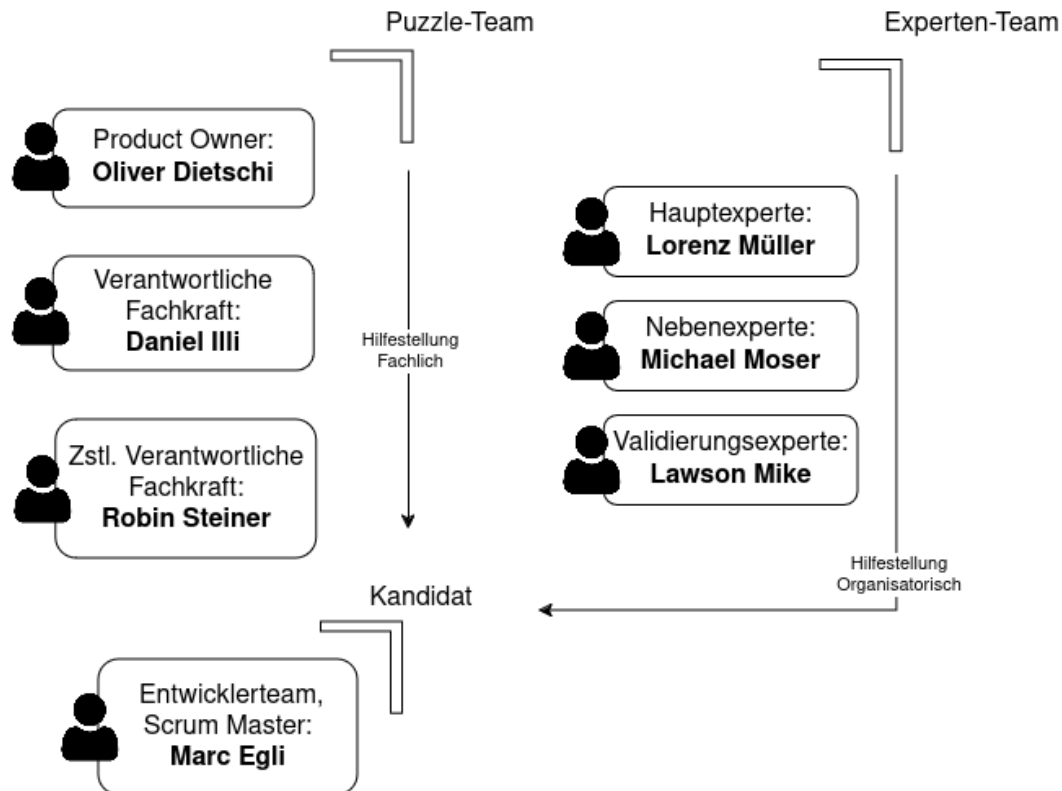 Puzzle-Team
Experten-Team
Product Owner:
Oliver Dietschi
Verantwortliche
Fachkraft:
Daniel Illi
Zstl. Verantwortliche
Fachkraft:
Robin Steiner
Hilfestellung
Fachlich
Hauptexperte:
Lorenz Müller
Nebenexperte:
Michael Moser
Validierungsexperte:
Lawson Mike
Hilfestellung
Organisatorisch
Kandidat
Entwicklerteam,
Scrum Master:
Marc Egli